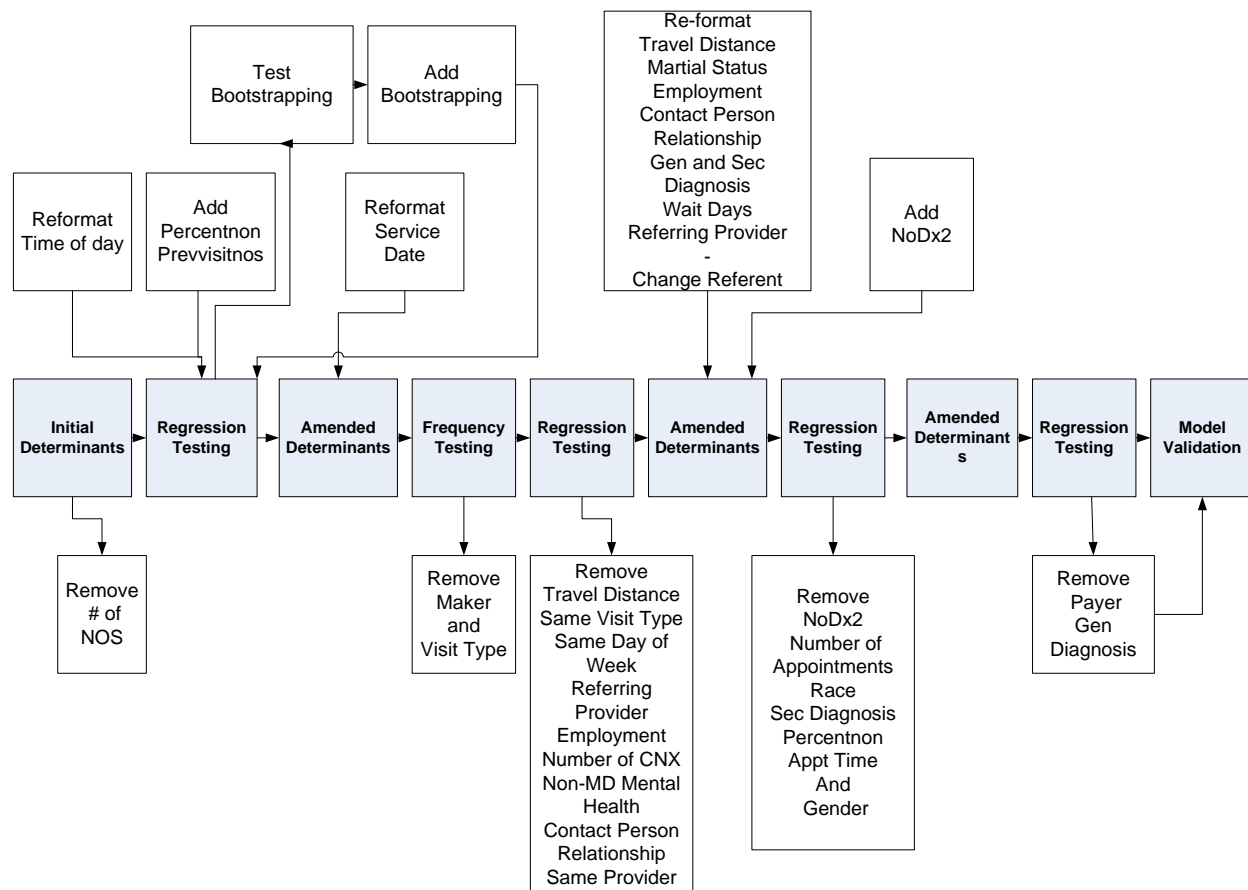 Re-format
Travel Distance
Martial Status
Employment
Contact Person
Relationship
Gen and Sec
Diagnosis
Wait Days
Referring Provider
-
Change Referent
Test
Bootstrapping
Add
Bootstrapping
Reformat
Time of day
Add
Percentnon
Prevvisitnos
Reformat
Service
Date
Add
NoDx2
Initial
Determinants
Regression
Testing
Amended
Determinants
Frequency
Testing
Regression
Testing
Amended
Determinants
Regression
Testing
Amended
Determinant
s
Regression
Testing
Model
Validation
Remove
# of
NOS
Remove
Maker
and
Visit Type
Remove
Travel Distance
Same Visit Type
Same Day of
Week
Referring
Provider
Employment
Number of CNX
Non-MD Mental
Health
Contact Person
Relationship
Same Provider
Remove
NoDx2
Number of
Appointments
Race
Sec Diagnosis
Percentnon
Appt Time
And
Gender
Remove
Payer
Gen
Diagnosis